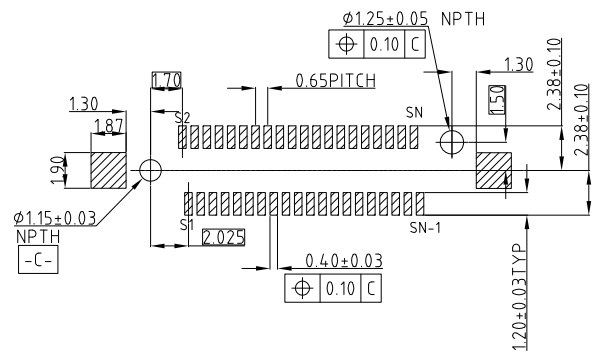 Ø1.25±0.05 NPTH
⌖ 0.10 C
1.70
0.65PITCH
1.30
2.38±0.10
2.38±0.10
1.30
1.50
1.87
S2
SN
1.90
Ø1.15±0.03
NPTH
-C-
S1
SN-1
2.025
0.40±0.03
⌖ 0.10 C
1.20±0.03TYP